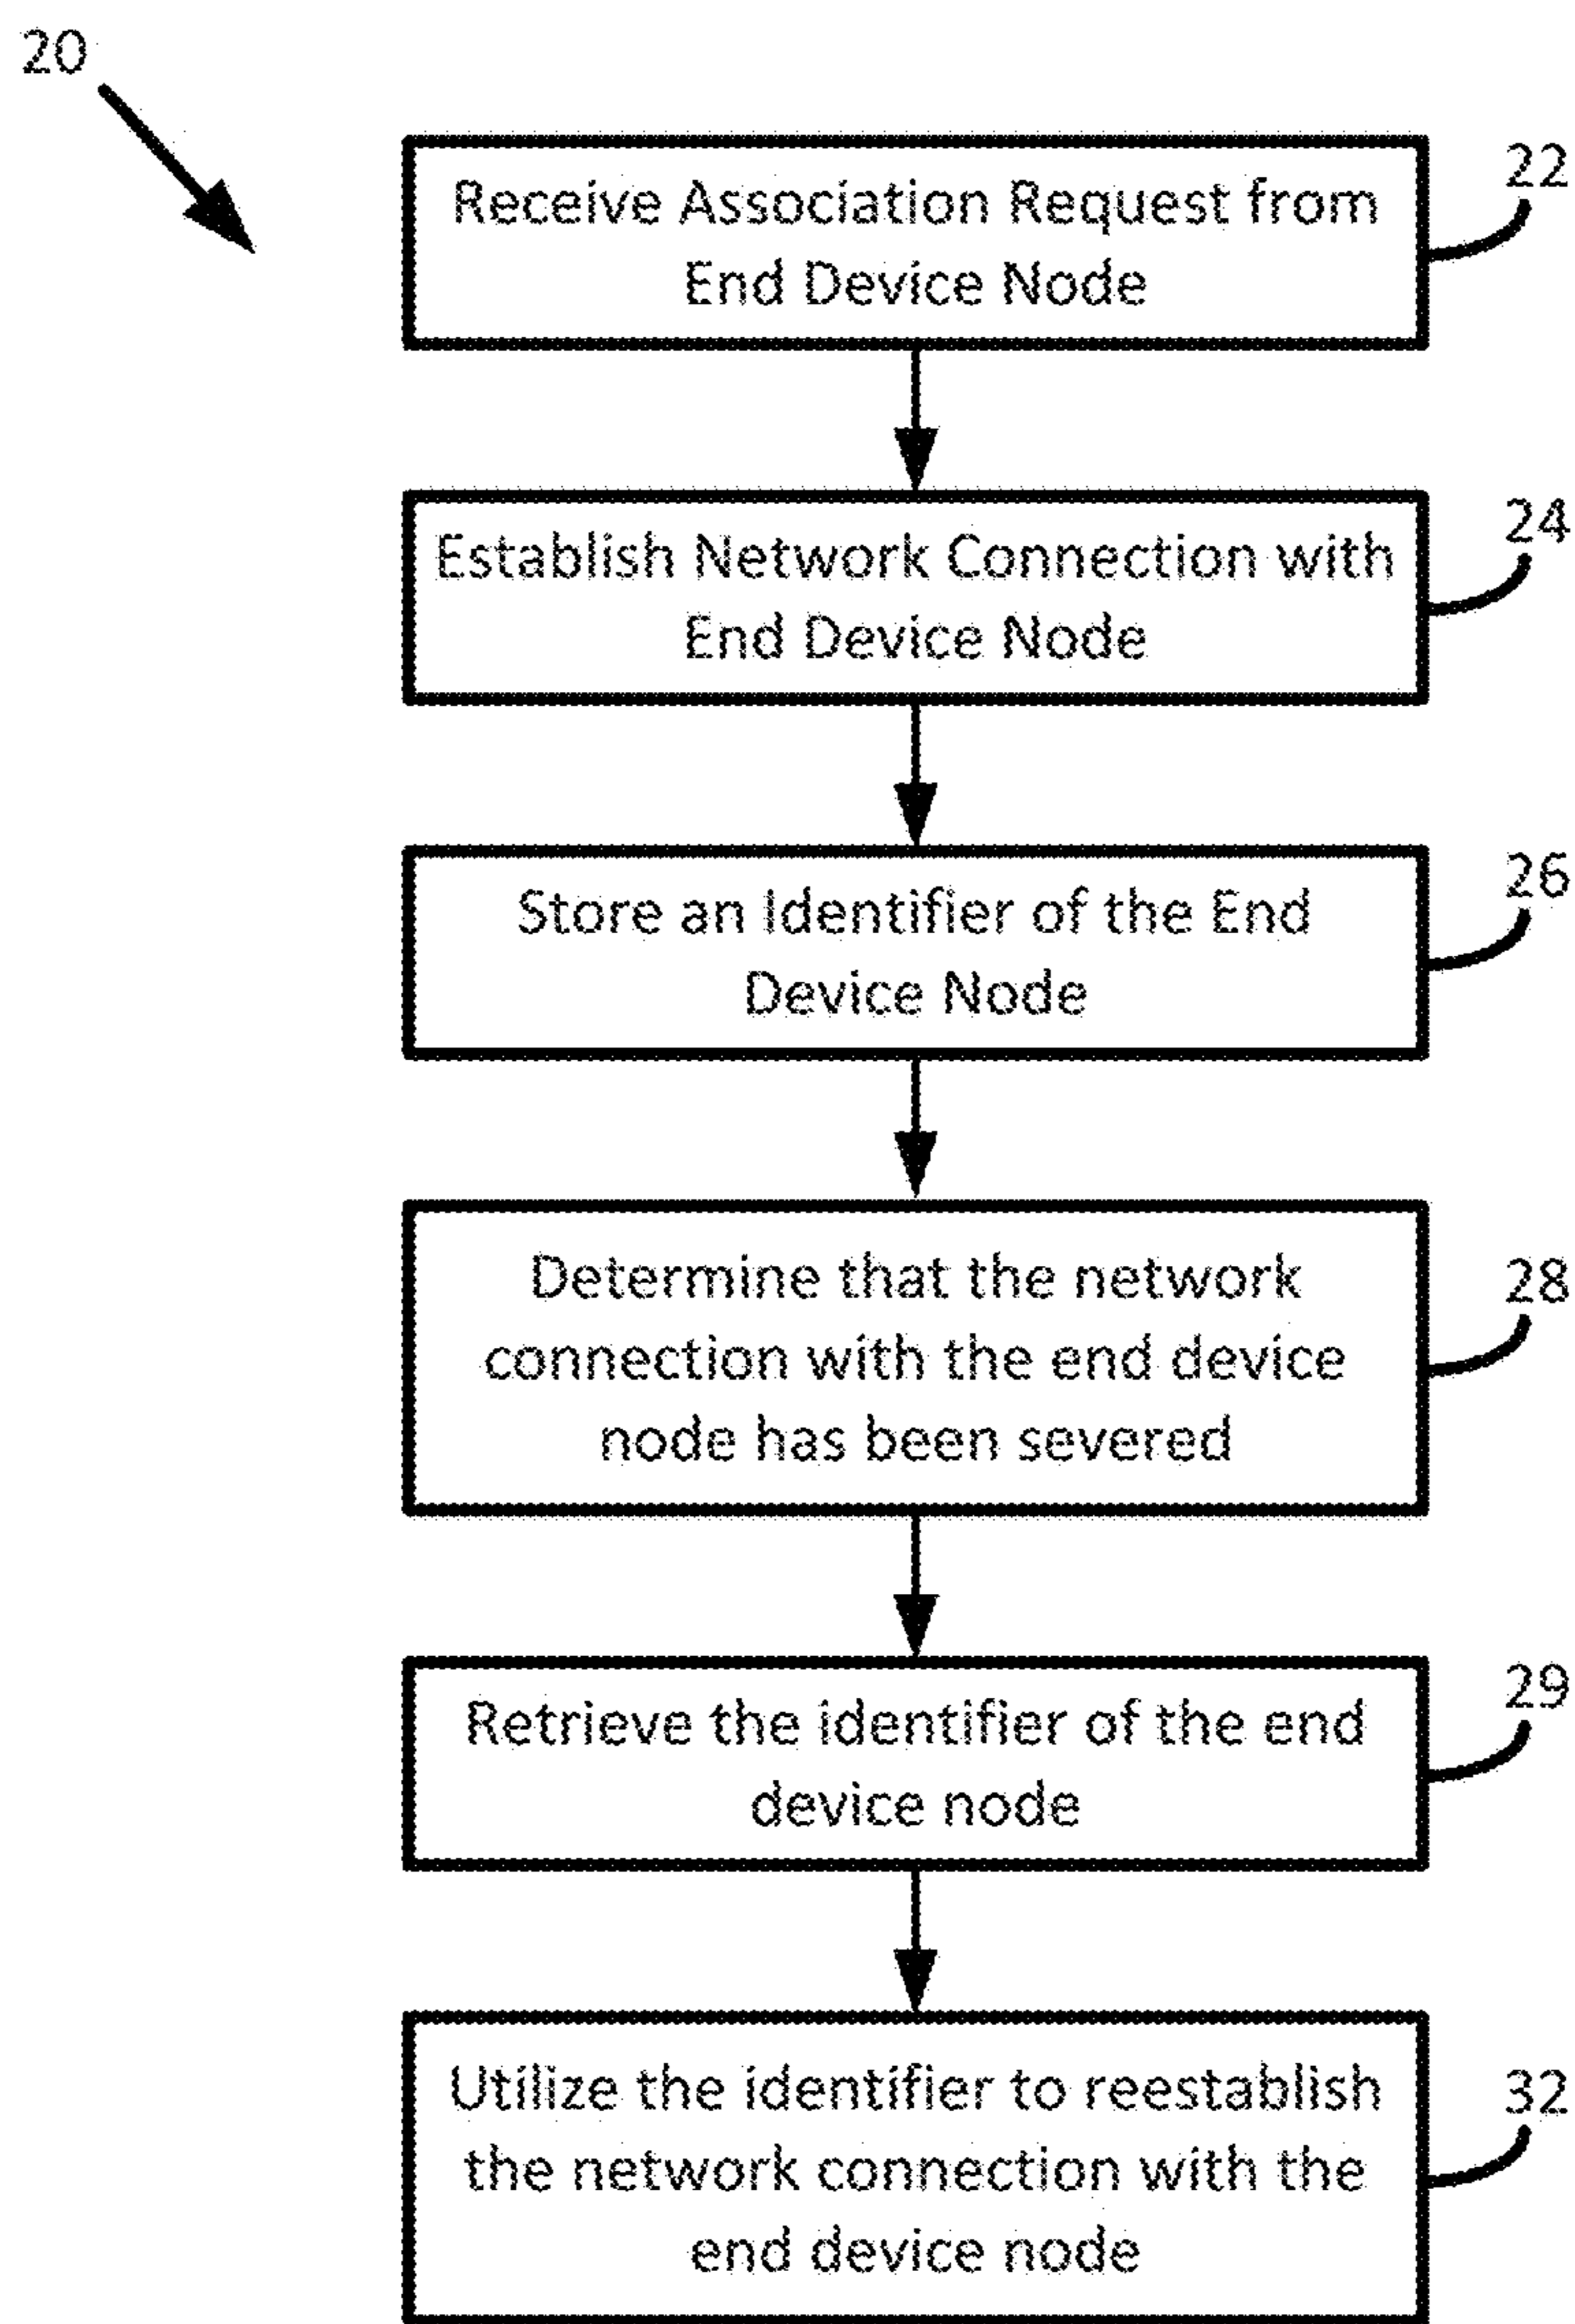 20
Receive Association Request from
End Device Node
22
Establish Network Connection with
End Device Node
24
Store an Identifier of the End
Device Node
26
Determine that the network
connection with the end device
node has been severed
28
Retrieve the identifier of the end
device node
29
Utilize the identifier to reestablish
the network connection with the
end device node
32